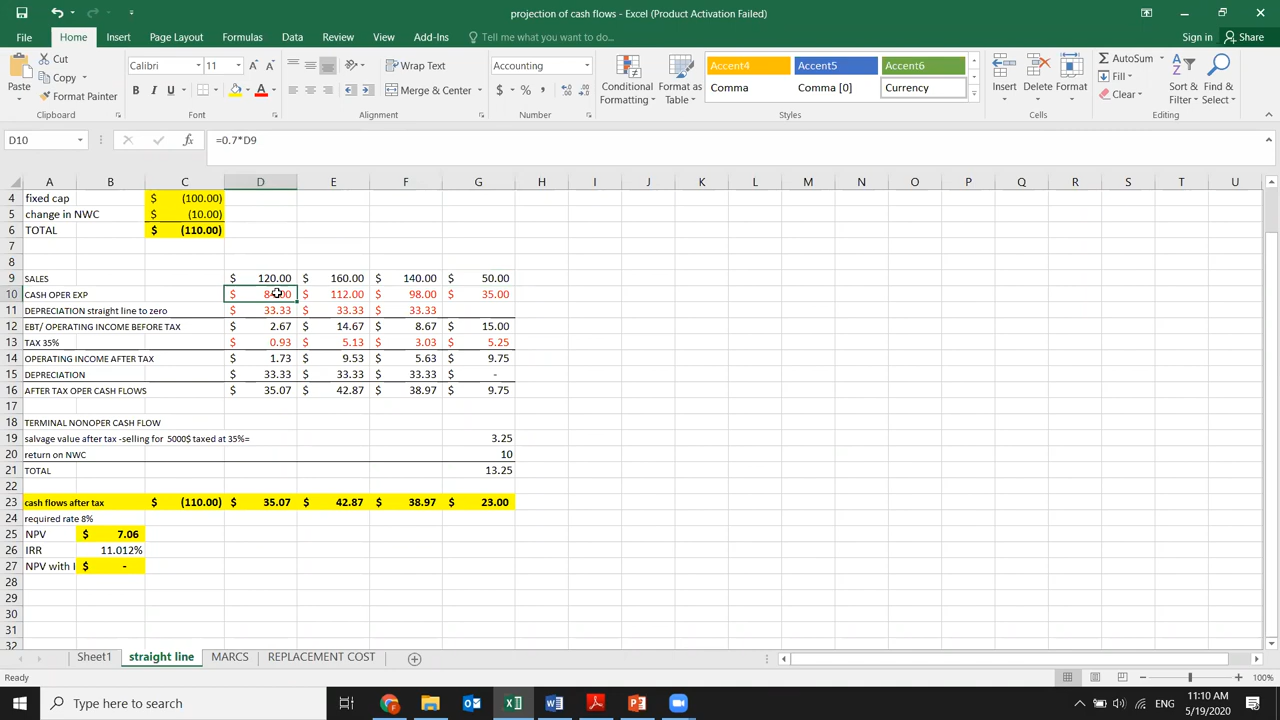 projection of cash flows - Excel (Product Activation Failed)
File Home Insert Page Layout Formulas Data Review View Add-Ins Tell me what you want to do... Sign in Share
Cut
Copy
Format Painter
Paste
Clipboard
Calibri 11
B I U
Font
Wrap Text
Merge & Center
Alignment
Accounting
$ % ,
Number
Conditional Formatting
Format as Table
Accent4 Accent5 Accent6
Comma Comma [0] Currency
Styles
Insert Delete Format
Cells
AutoSum
Fill
Clear
Sort & Filter
Find & Select
Editing
D10 =0.7*D9
A B C D E F G H I J K L M N O P Q R S T U
4 fixed cap $ (100.00)
5 change in NWC $ (10.00)
6 TOTAL $ (110.00)
7
8
9 SALES $ 120.00 $ 160.00 $ 140.00 $ 50.00
10 CASH OPER EXP $ $ 112.00 $ 98.00 $ 35.00
11 DEPRECIATION straight line to zero $ 33.33 $ 33.33 $ 33.33
12 EBT/ OPERATING INCOME BEFORE TAX $ 2.67 $ 14.67 $ 8.67 $ 15.00
13 TAX 35% $ 0.93 $ 5.13 $ 3.03 $ 5.25
14 OPERATING INCOME AFTER TAX $ 1.73 $ 9.53 $ 5.63 $ 9.75
15 DEPRECIATION $ 33.33 $ 33.33 $ 33.33 $ -
16 AFTER TAX OPER CASH FLOWS $ 35.07 $ 42.87 $ 38.97 $ 9.75
17
18 TERMINAL NONOPER CASH FLOW
19 salvage value after tax -selling for 5000$ taxed at 35%= 3.25
20 return on NWC 10
21 TOTAL 13.25
22
23 cash flows after tax $ (110.00) $ 35.07 $ 42.87 $ 38.97 $ 23.00
24 required rate 8%
25 NPV $ 7.06
26 IRR 11.012%
27 NPV with I $ -
28
29
30
31
32
Sheet1 straight line MARCS REPLACEMENT COST
Ready 100%
Type here to search ENG 11:10 AM
5/19/2020